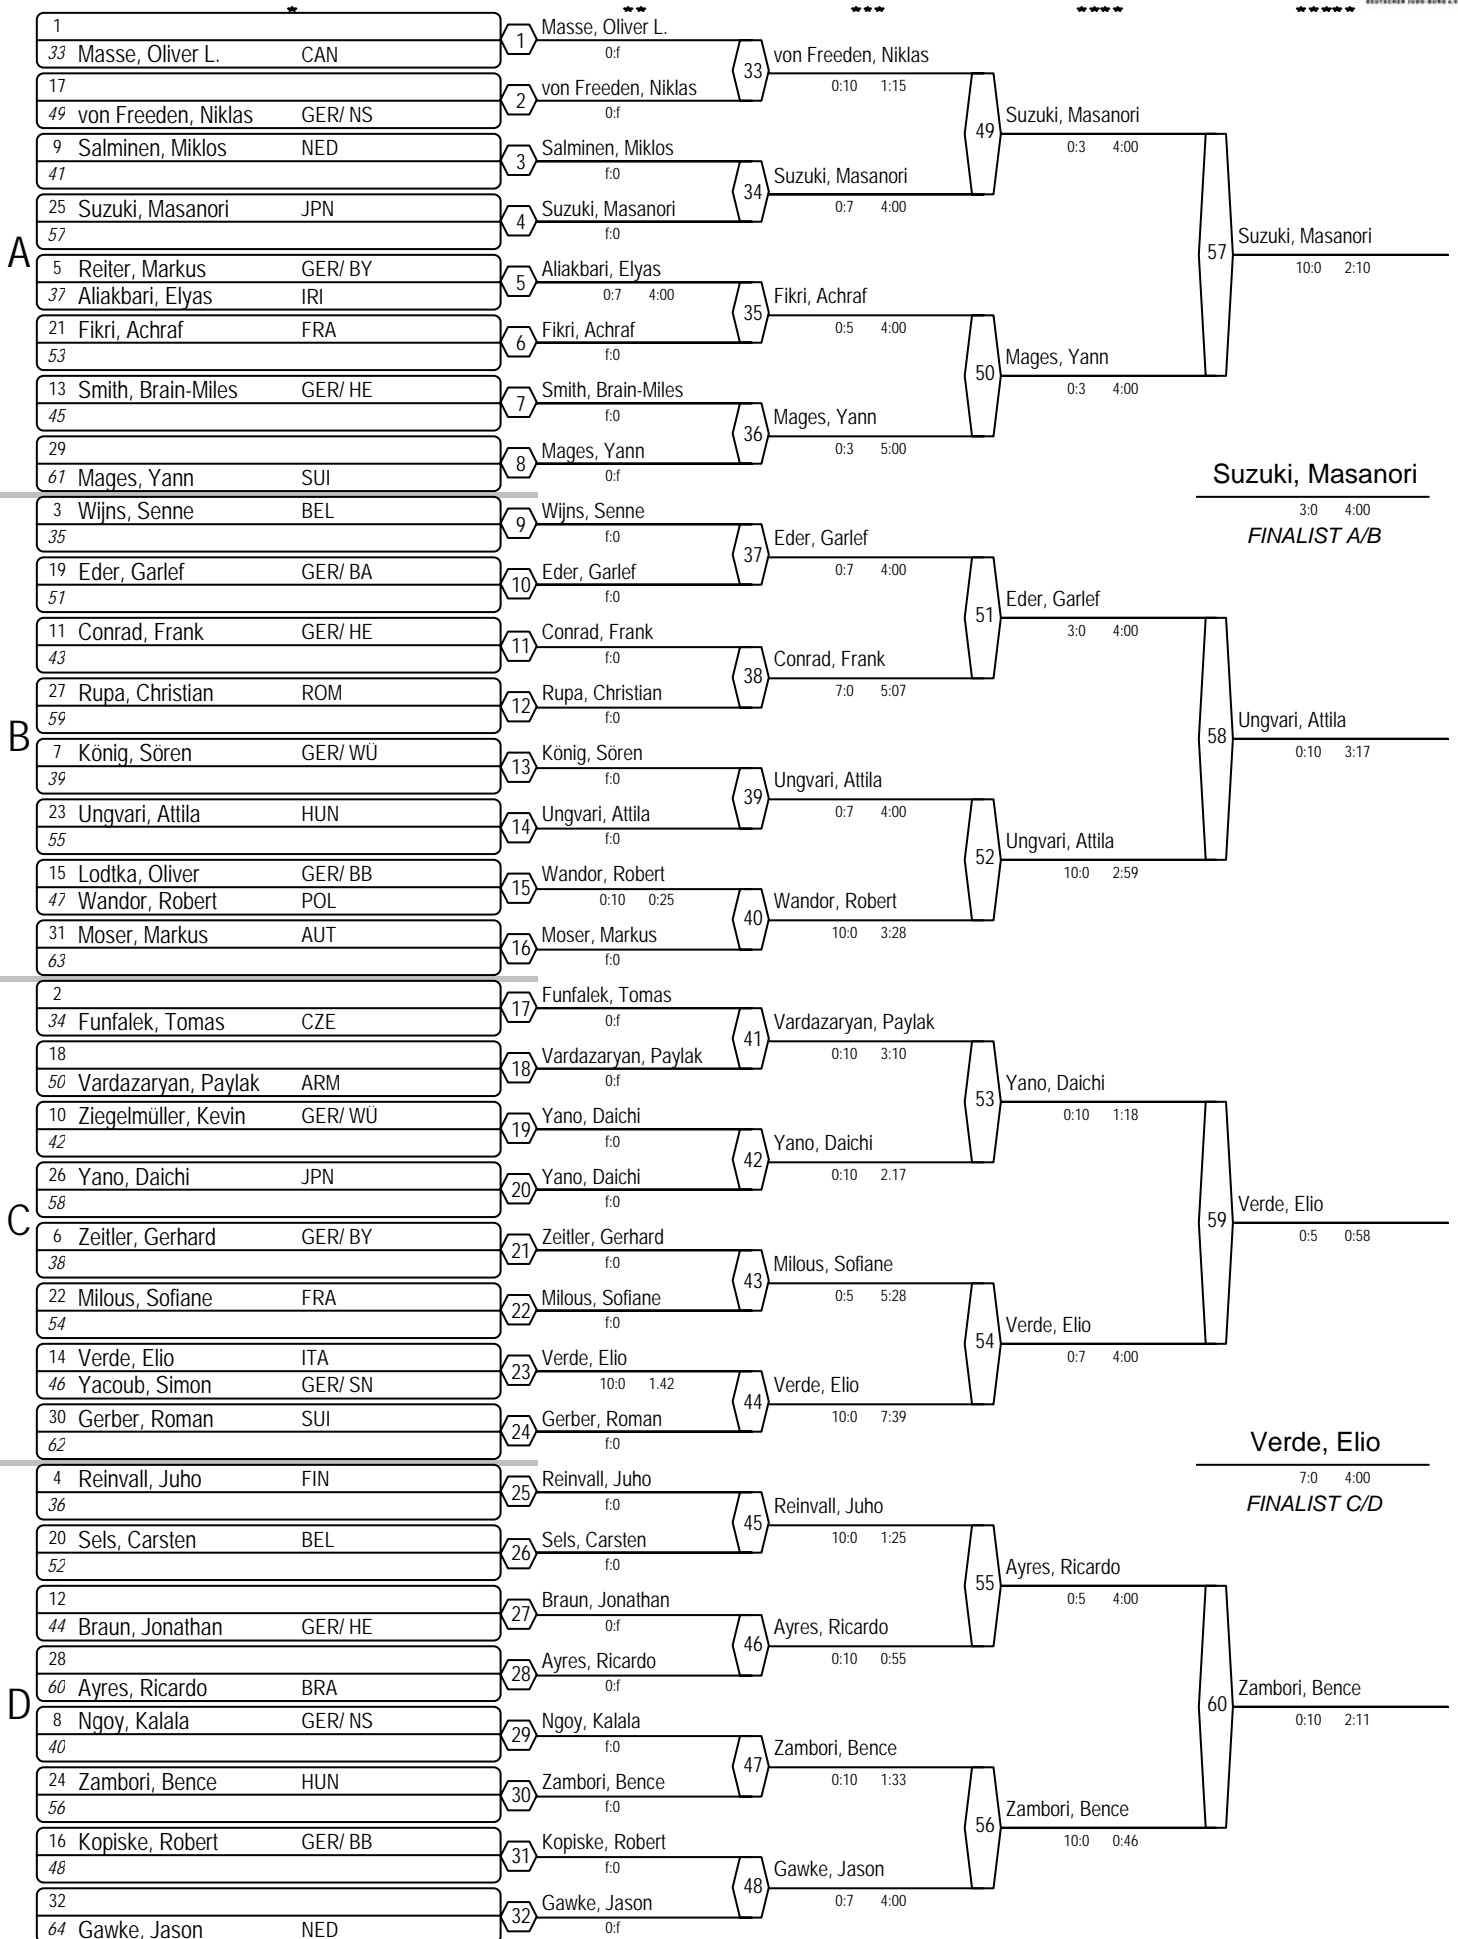 * ** *** **** *****
DEUTSCHER JUDO-BUND e.V.
A
1
33 Masse, Oliver L. CAN
17
49 von Freeden, Niklas GER/ NS
9 Salminen, Miklos NED
41
25 Suzuki, Masanori JPN
57
5 Reiter, Markus GER/ BY
37 Aliakbari, Elyas IRI
21 Fikri, Achraf FRA
53
13 Smith, Brain-Miles GER/ HE
45
29
61 Mages, Yann SUI
B
3 Wijns, Senne BEL
35
19 Eder, Garlef GER/ BA
51
11 Conrad, Frank GER/ HE
43
27 Rupa, Christian ROM
59
7 König, Sören GER/ WÜ
39
23 Ungvari, Attila HUN
55
15 Lodtka, Oliver GER/ BB
47 Wandor, Robert POL
31 Moser, Markus AUT
63
C
2
34 Funfalek, Tomas CZE
18
50 Vardazaryan, Paylak ARM
10 Ziegelmüller, Kevin GER/ WÜ
42
26 Yano, Daichi JPN
58
6 Zeitler, Gerhard GER/ BY
38
22 Milous, Sofiane FRA
54
14 Verde, Elio ITA
46 Yacoub, Simon GER/ SN
30 Gerber, Roman SUI
62
D
4 Reinvall, Juho FIN
36
20 Sels, Carsten BEL
52
12
44 Braun, Jonathan GER/ HE
28
60 Ayres, Ricardo BRA
8 Ngoy, Kalala GER/ NS
40
24 Zambori, Bence HUN
56
16 Kopiske, Robert GER/ BB
48
32
64 Gawke, Jason NED
1 Masse, Oliver L.
0:f
2 von Freeden, Niklas
0:f
3 Salminen, Miklos
f:0
4 Suzuki, Masanori
f:0
5 Aliakbari, Elyas
0:7 4:00
6 Fikri, Achraf
f:0
7 Smith, Brain-Miles
f:0
8 Mages, Yann
0:f
9 Wijns, Senne
f:0
10 Eder, Garlef
f:0
11 Conrad, Frank
f:0
12 Rupa, Christian
f:0
13 König, Sören
f:0
14 Ungvari, Attila
f:0
15 Wandor, Robert
0:10 0:25
16 Moser, Markus
f:0
17 Funfalek, Tomas
0:f
18 Vardazaryan, Paylak
0:f
19 Yano, Daichi
f:0
20 Yano, Daichi
f:0
21 Zeitler, Gerhard
f:0
22 Milous, Sofiane
f:0
23 Verde, Elio
10:0 1.42
24 Gerber, Roman
f:0
25 Reinvall, Juho
f:0
26 Sels, Carsten
f:0
27 Braun, Jonathan
0:f
28 Ayres, Ricardo
0:f
29 Ngoy, Kalala
f:0
30 Zambori, Bence
f:0
31 Kopiske, Robert
f:0
32 Gawke, Jason
0:f
33 von Freeden, Niklas
0:10 1:15
34 Suzuki, Masanori
0:7 4:00
35 Fikri, Achraf
0:5 4:00
36 Mages, Yann
0:3 5:00
37 Eder, Garlef
0:7 4:00
38 Conrad, Frank
7:0 5:07
39 Ungvari, Attila
0:7 4:00
40 Wandor, Robert
10:0 3:28
41 Vardazaryan, Paylak
0:10 3:10
42 Yano, Daichi
0:10 2.17
43 Milous, Sofiane
0:5 5:28
44 Verde, Elio
10:0 7:39
45 Reinvall, Juho
10:0 1:25
46 Ayres, Ricardo
0:10 0:55
47 Zambori, Bence
0:10 1:33
48 Gawke, Jason
0:7 4:00
49 Suzuki, Masanori
0:3 4:00
50 Mages, Yann
0:3 4:00
51 Eder, Garlef
3:0 4:00
52 Ungvari, Attila
10:0 2:59
53 Yano, Daichi
0:10 1:18
54 Verde, Elio
0:7 4:00
55 Ayres, Ricardo
0:5 4:00
56 Zambori, Bence
10:0 0:46
57 Suzuki, Masanori
10:0 2:10
Suzuki, Masanori
3:0 4:00
FINALIST A/B
58 Ungvari, Attila
0:10 3:17
59 Verde, Elio
0:5 0:58
Verde, Elio
7:0 4:00
FINALIST C/D
60 Zambori, Bence
0:10 2:11